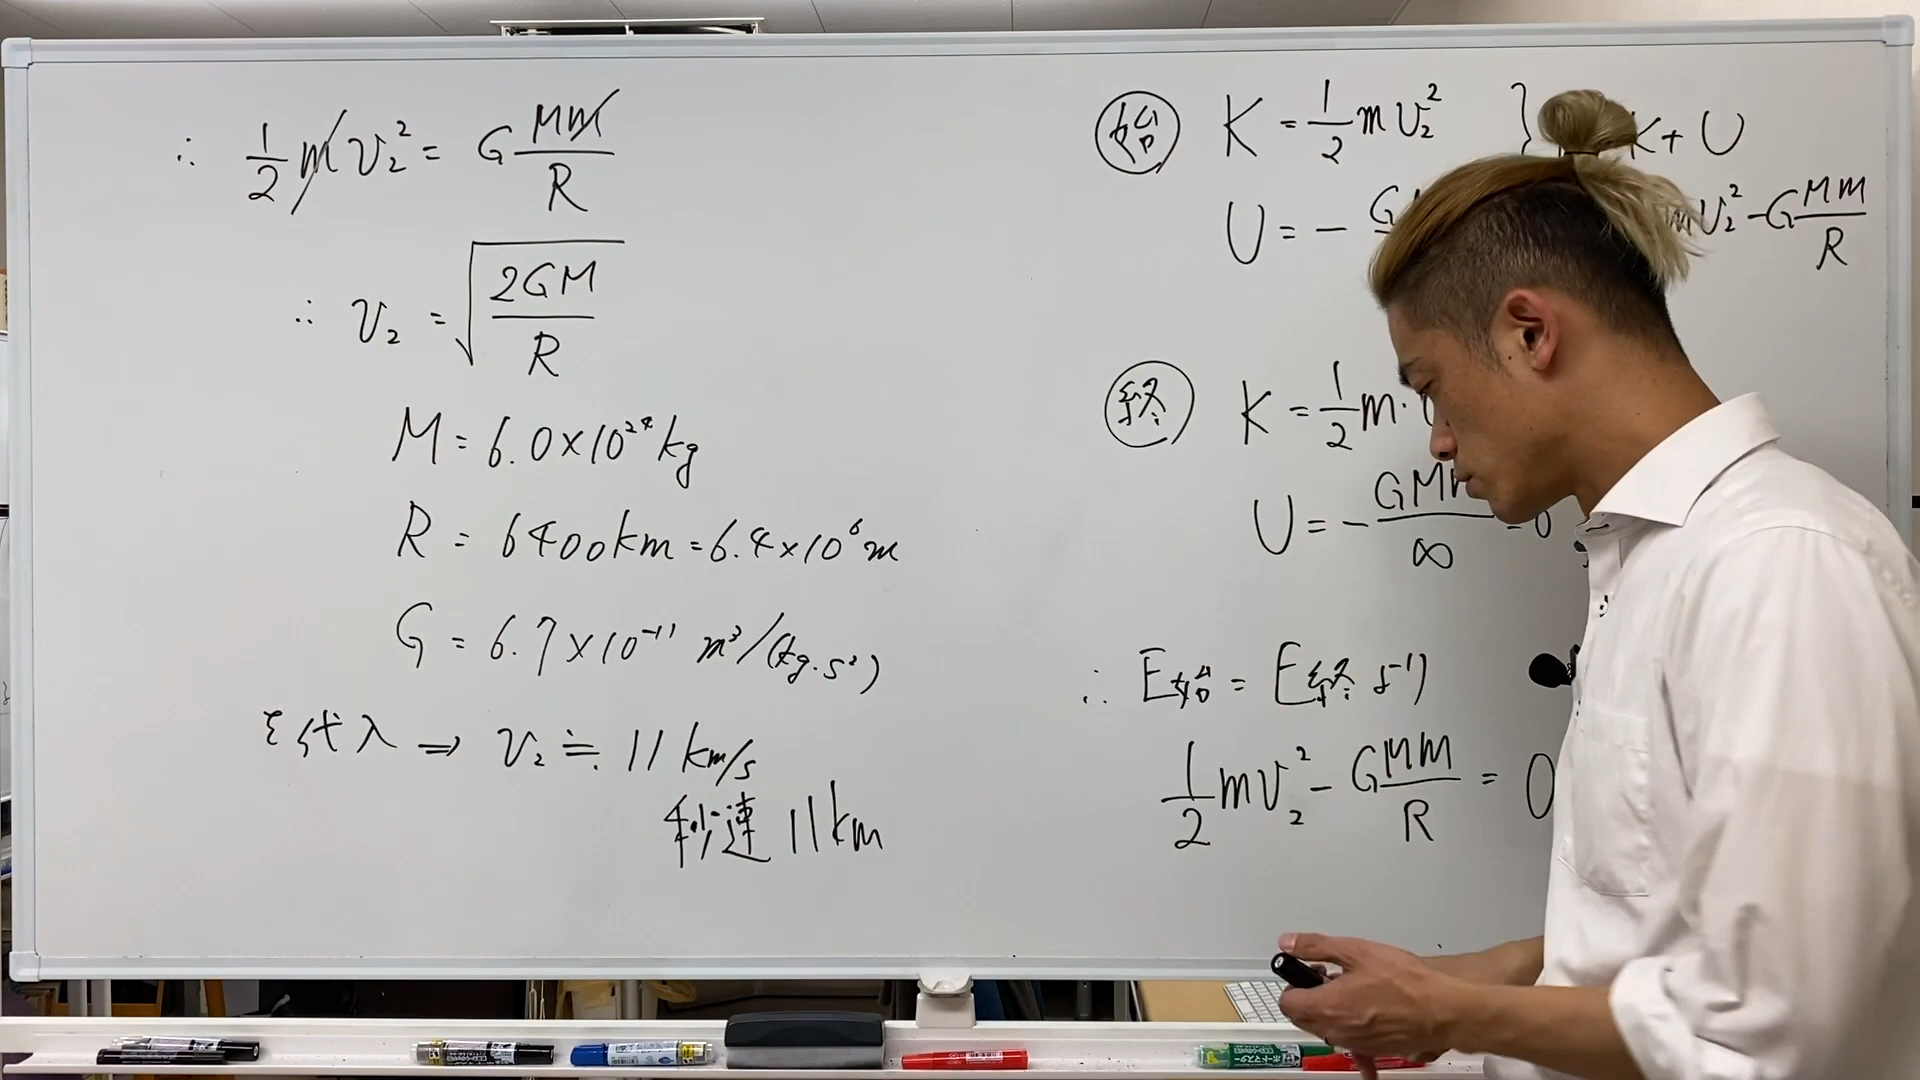 ∴ 1/2 m v₂² = G Mm/R
∴ v₂ = √(2GM/R)
M = 6.0×10²⁴ kg
R = 6400km = 6.4×10⁶ m
G = 6.7×10⁻¹¹ m³/(kg·s²)
を代入 ⇒ v₂ ≒ 11 km/s
秒速 11km
始 K = 1/2 m v₂² } K + U
U = - G mv₂² - G Mm/R
終 K = 1/2 m·
U = - GMm/∞ = 0
∴ E始 = E終 より
1/2 mv₂² - G Mm/R = 0